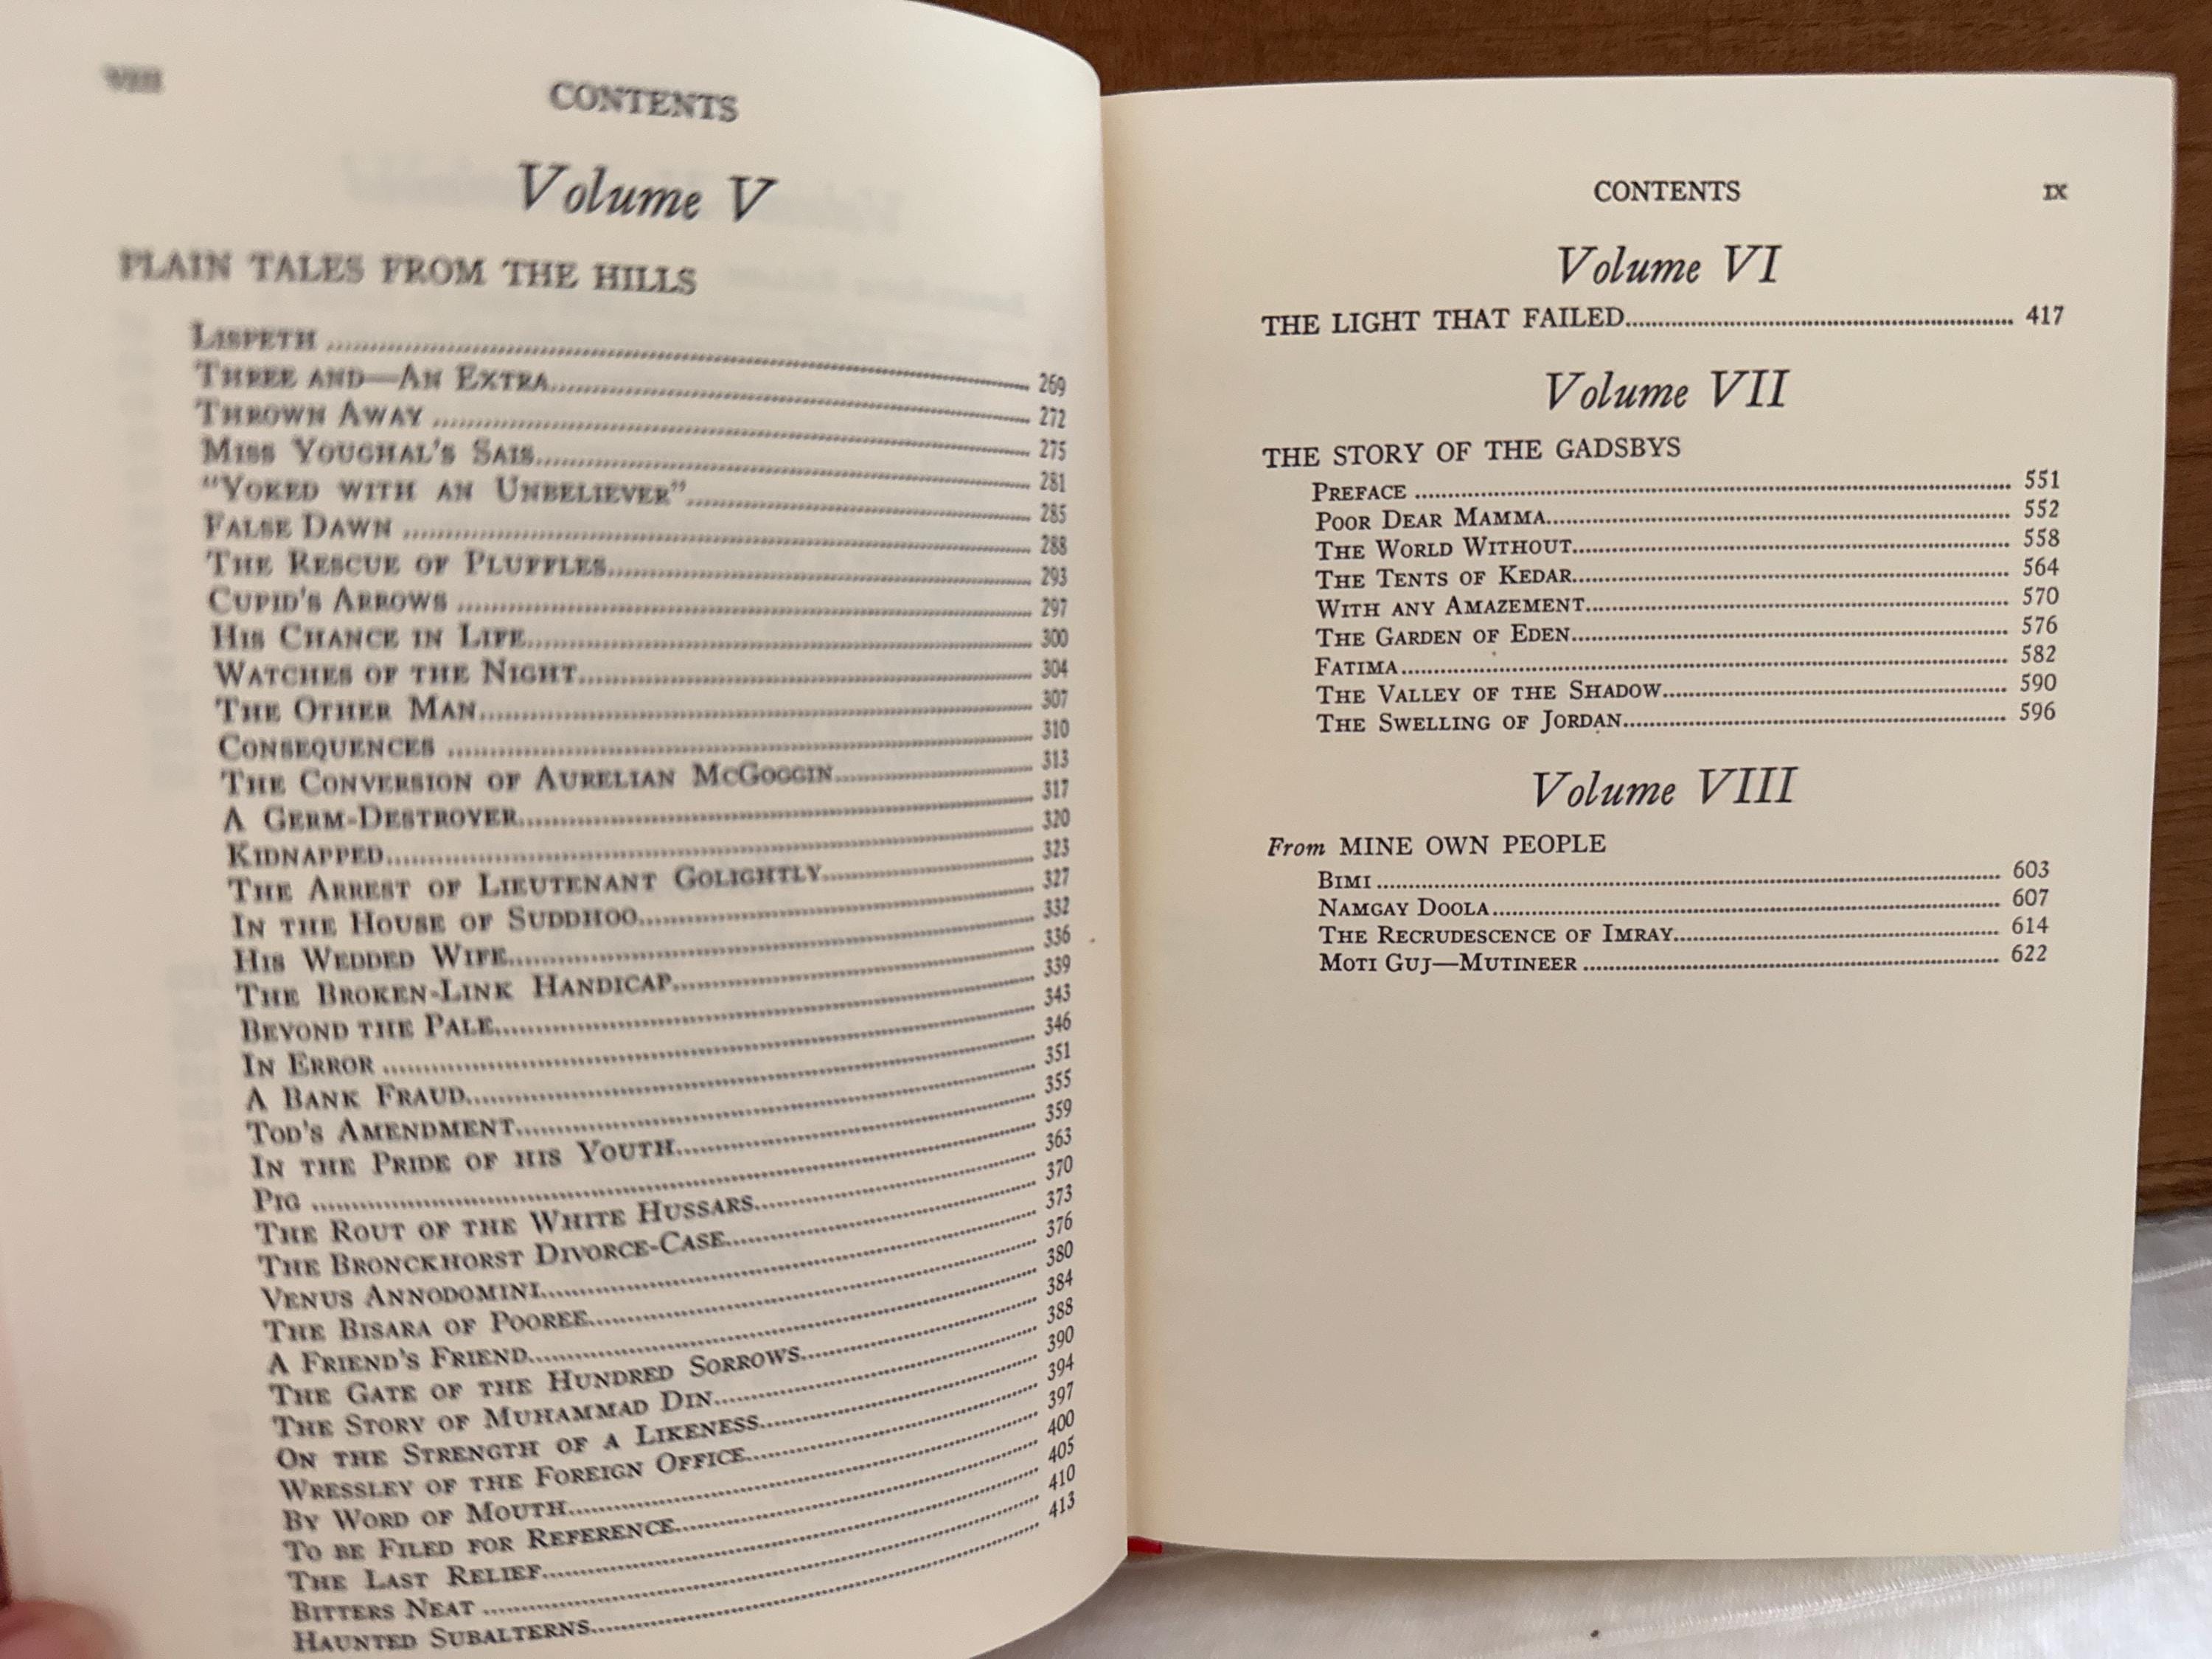 VIII
CONTENTS
Volume V
PLAIN TALES FROM THE HILLS
LISPETH ........ 269
THREE AND—AN EXTRA ........ 272
THROWN AWAY ........ 275
MISS YOUGHAL'S SAIS ........ 281
"YOKED WITH AN UNBELIEVER" ........ 285
FALSE DAWN ........ 288
THE RESCUE OF PLUFFLES ........ 293
CUPID'S ARROWS ........ 297
HIS CHANCE IN LIFE ........ 300
WATCHES OF THE NIGHT ........ 304
THE OTHER MAN ........ 307
CONSEQUENCES ........ 310
THE CONVERSION OF AURELIAN MCGOGGIN ........ 313
A GERM-DESTROYER ........ 317
KIDNAPPED ........ 320
THE ARREST OF LIEUTENANT GOLIGHTLY ........ 323
IN THE HOUSE OF SUDDHOO ........ 327
HIS WEDDED WIFE ........ 332
THE BROKEN-LINK HANDICAP ........ 336
BEYOND THE PALE ........ 339
IN ERROR ........ 343
A BANK FRAUD ........ 346
TOD'S AMENDMENT ........ 351
IN THE PRIDE OF HIS YOUTH ........ 355
PIG ........ 359
THE ROUT OF THE WHITE HUSSARS ........ 363
THE BRONCKHORST DIVORCE-CASE ........ 370
VENUS ANNODOMINI ........ 373
THE BISARA OF POOREE ........ 376
A FRIEND'S FRIEND ........ 380
THE GATE OF THE HUNDRED SORROWS ........ 384
THE STORY OF MUHAMMAD DIN ........ 388
ON THE STRENGTH OF A LIKENESS ........ 390
WRESSLEY OF THE FOREIGN OFFICE ........ 394
BY WORD OF MOUTH ........ 397
TO BE FILED FOR REFERENCE ........ 400
THE LAST RELIEF ........ 405
BITTERS NEAT ........ 410
HAUNTED SUBALTERNS ........ 413
CONTENTS IX
Volume VI
THE LIGHT THAT FAILED ........ 417
Volume VII
THE STORY OF THE GADSBYS
PREFACE ........ 551
POOR DEAR MAMMA ........ 552
THE WORLD WITHOUT ........ 558
THE TENTS OF KEDAR ........ 564
WITH ANY AMAZEMENT ........ 570
THE GARDEN OF EDEN ........ 576
FATIMA ........ 582
THE VALLEY OF THE SHADOW ........ 590
THE SWELLING OF JORDAN ........ 596
Volume VIII
From MINE OWN PEOPLE
BIMI ........ 603
NAMGAY DOOLA ........ 607
THE RECRUDESCENCE OF IMRAY ........ 614
MOTI GUJ—MUTINEER ........ 622